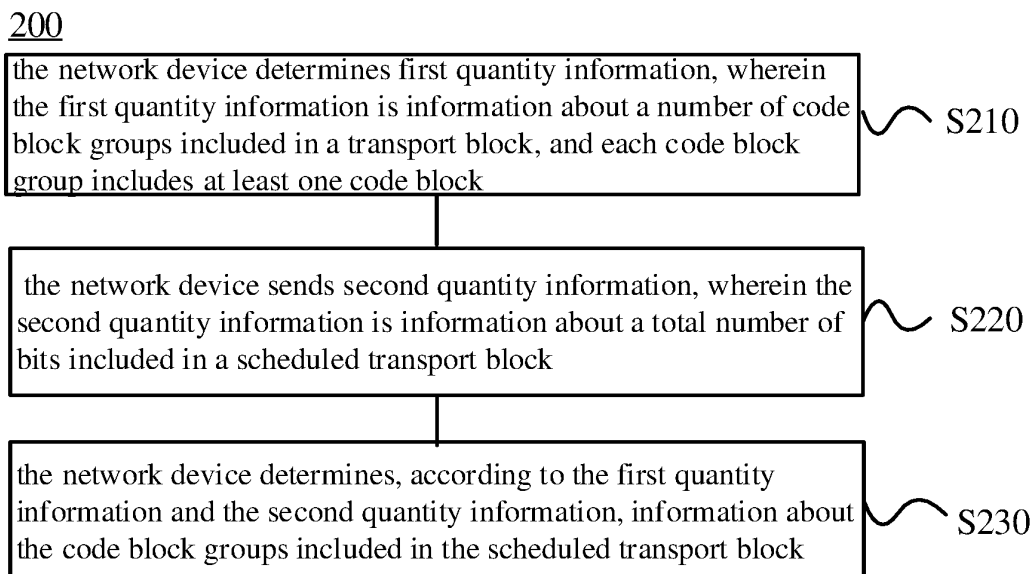 200
the network device determines first quantity information, wherein
the first quantity information is information about a number of code
block groups included in a transport block, and each code block
group includes at least one code block
S210
the network device sends second quantity information, wherein the
second quantity information is information about a total number of
bits included in a scheduled transport block
S220
the network device determines, according to the first quantity
information and the second quantity information, information about
the code block groups included in the scheduled transport block
S230